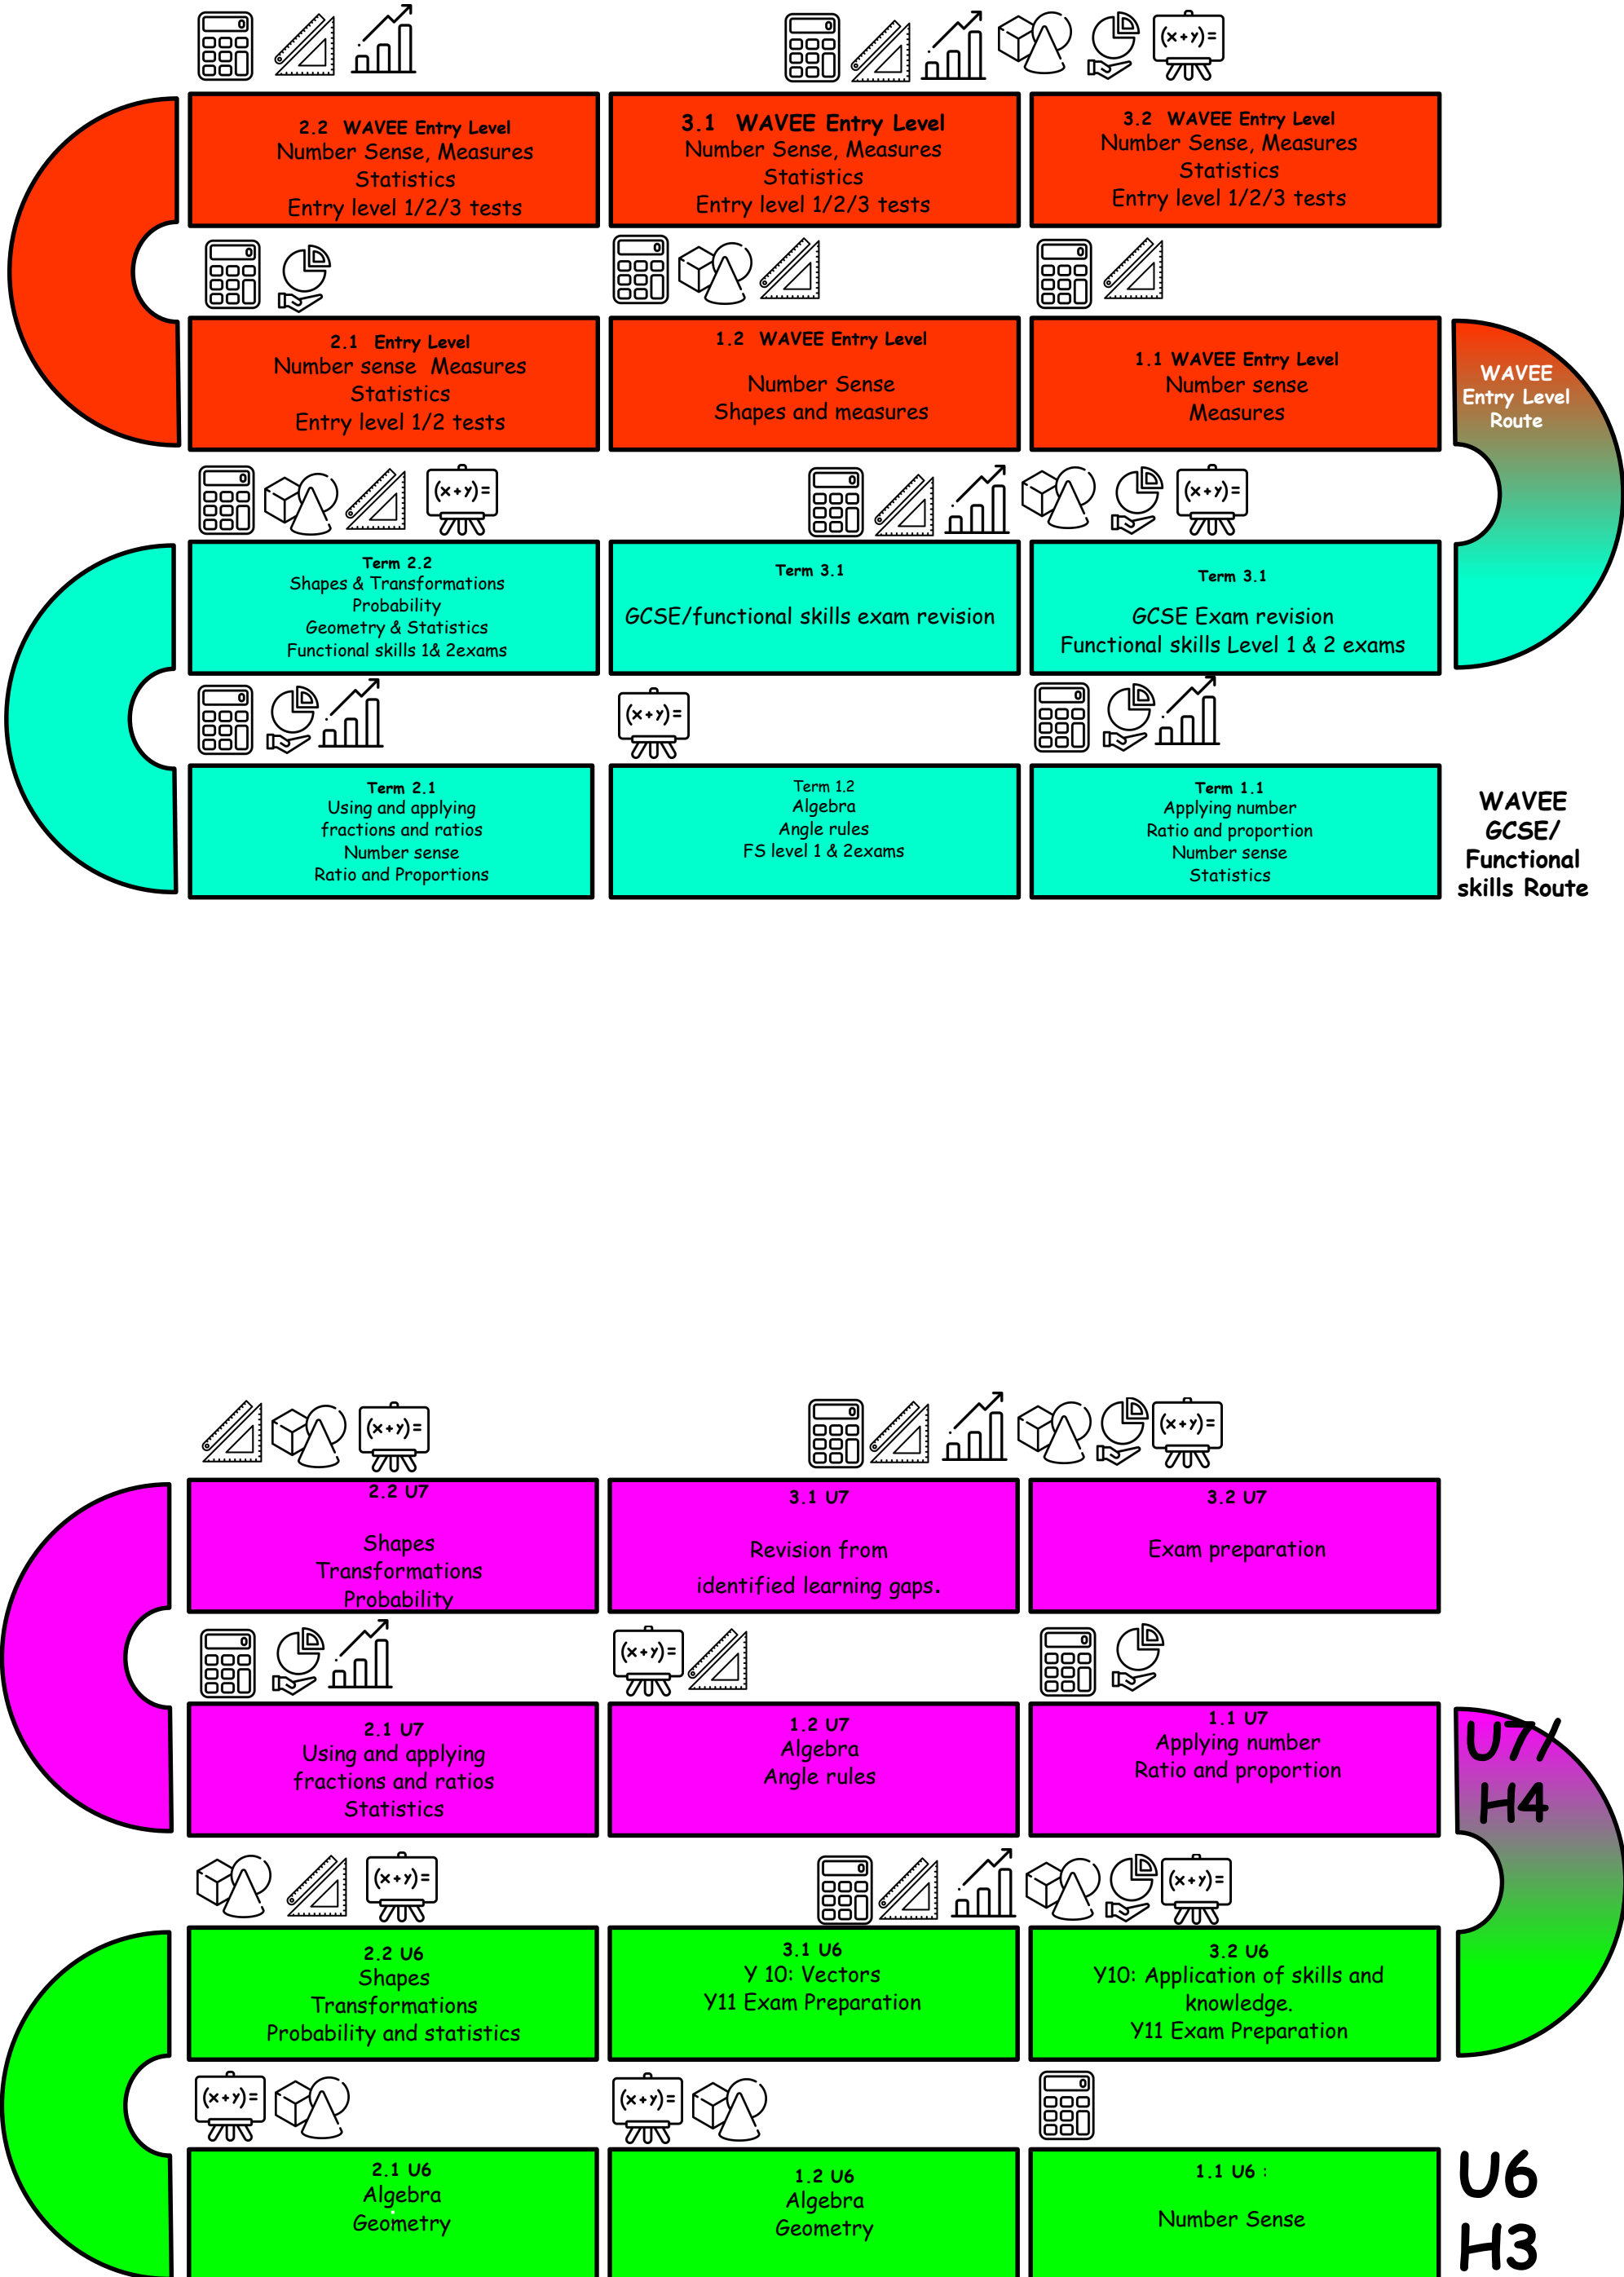 2.2 WAVEE Entry Level
Number Sense, Measures
Statistics
Entry level 1/2/3 tests
3.1 WAVEE Entry Level
Number Sense, Measures
Statistics
Entry level 1/2/3 tests
3.2 WAVEE Entry Level
Number Sense, Measures
Statistics
Entry level 1/2/3 tests
2.1 Entry Level
Number sense Measures
Statistics
Entry level 1/2 tests
1.2 WAVEE Entry Level
Number Sense
Shapes and measures
1.1 WAVEE Entry Level
Number sense
Measures
WAVEE
Entry Level
Route
(x+y)=
(x+y)=
(x+y)=
Term 2.2
Shapes & Transformations
Probability
Geometry & Statistics
Functional skills 1& 2exams
Term 3.1
GCSE/functional skills exam revision
Term 3.1
GCSE Exam revision
Functional skills Level 1 & 2 exams
(x+y)=
Term 2.1
Using and applying
fractions and ratios
Number sense
Ratio and Proportions
Term 1.2
Algebra
Angle rules
FS level 1 & 2exams
Term 1.1
Applying number
Ratio and proportion
Number sense
Statistics
WAVEE
GCSE/
Functional
skills Route
(x+y)=
(x+y)=
2.2 U7
Shapes
Transformations
Probability
3.1 U7
Revision from
identified learning gaps.
3.2 U7
Exam preparation
(x+y)=
2.1 U7
Using and applying
fractions and ratios
Statistics
1.2 U7
Algebra
Angle rules
1.1 U7
Applying number
Ratio and proportion
U7/
H4
(x+y)=
(x+y)=
2.2 U6
Shapes
Transformations
Probability and statistics
3.1 U6
Y 10: Vectors
Y11 Exam Preparation
3.2 U6
Y10: Application of skills and
knowledge.
Y11 Exam Preparation
(x+y)=
(x+y)=
2.1 U6
Algebra
Geometry
1.2 U6
Algebra
Geometry
1.1 U6 :
Number Sense
U6
H3